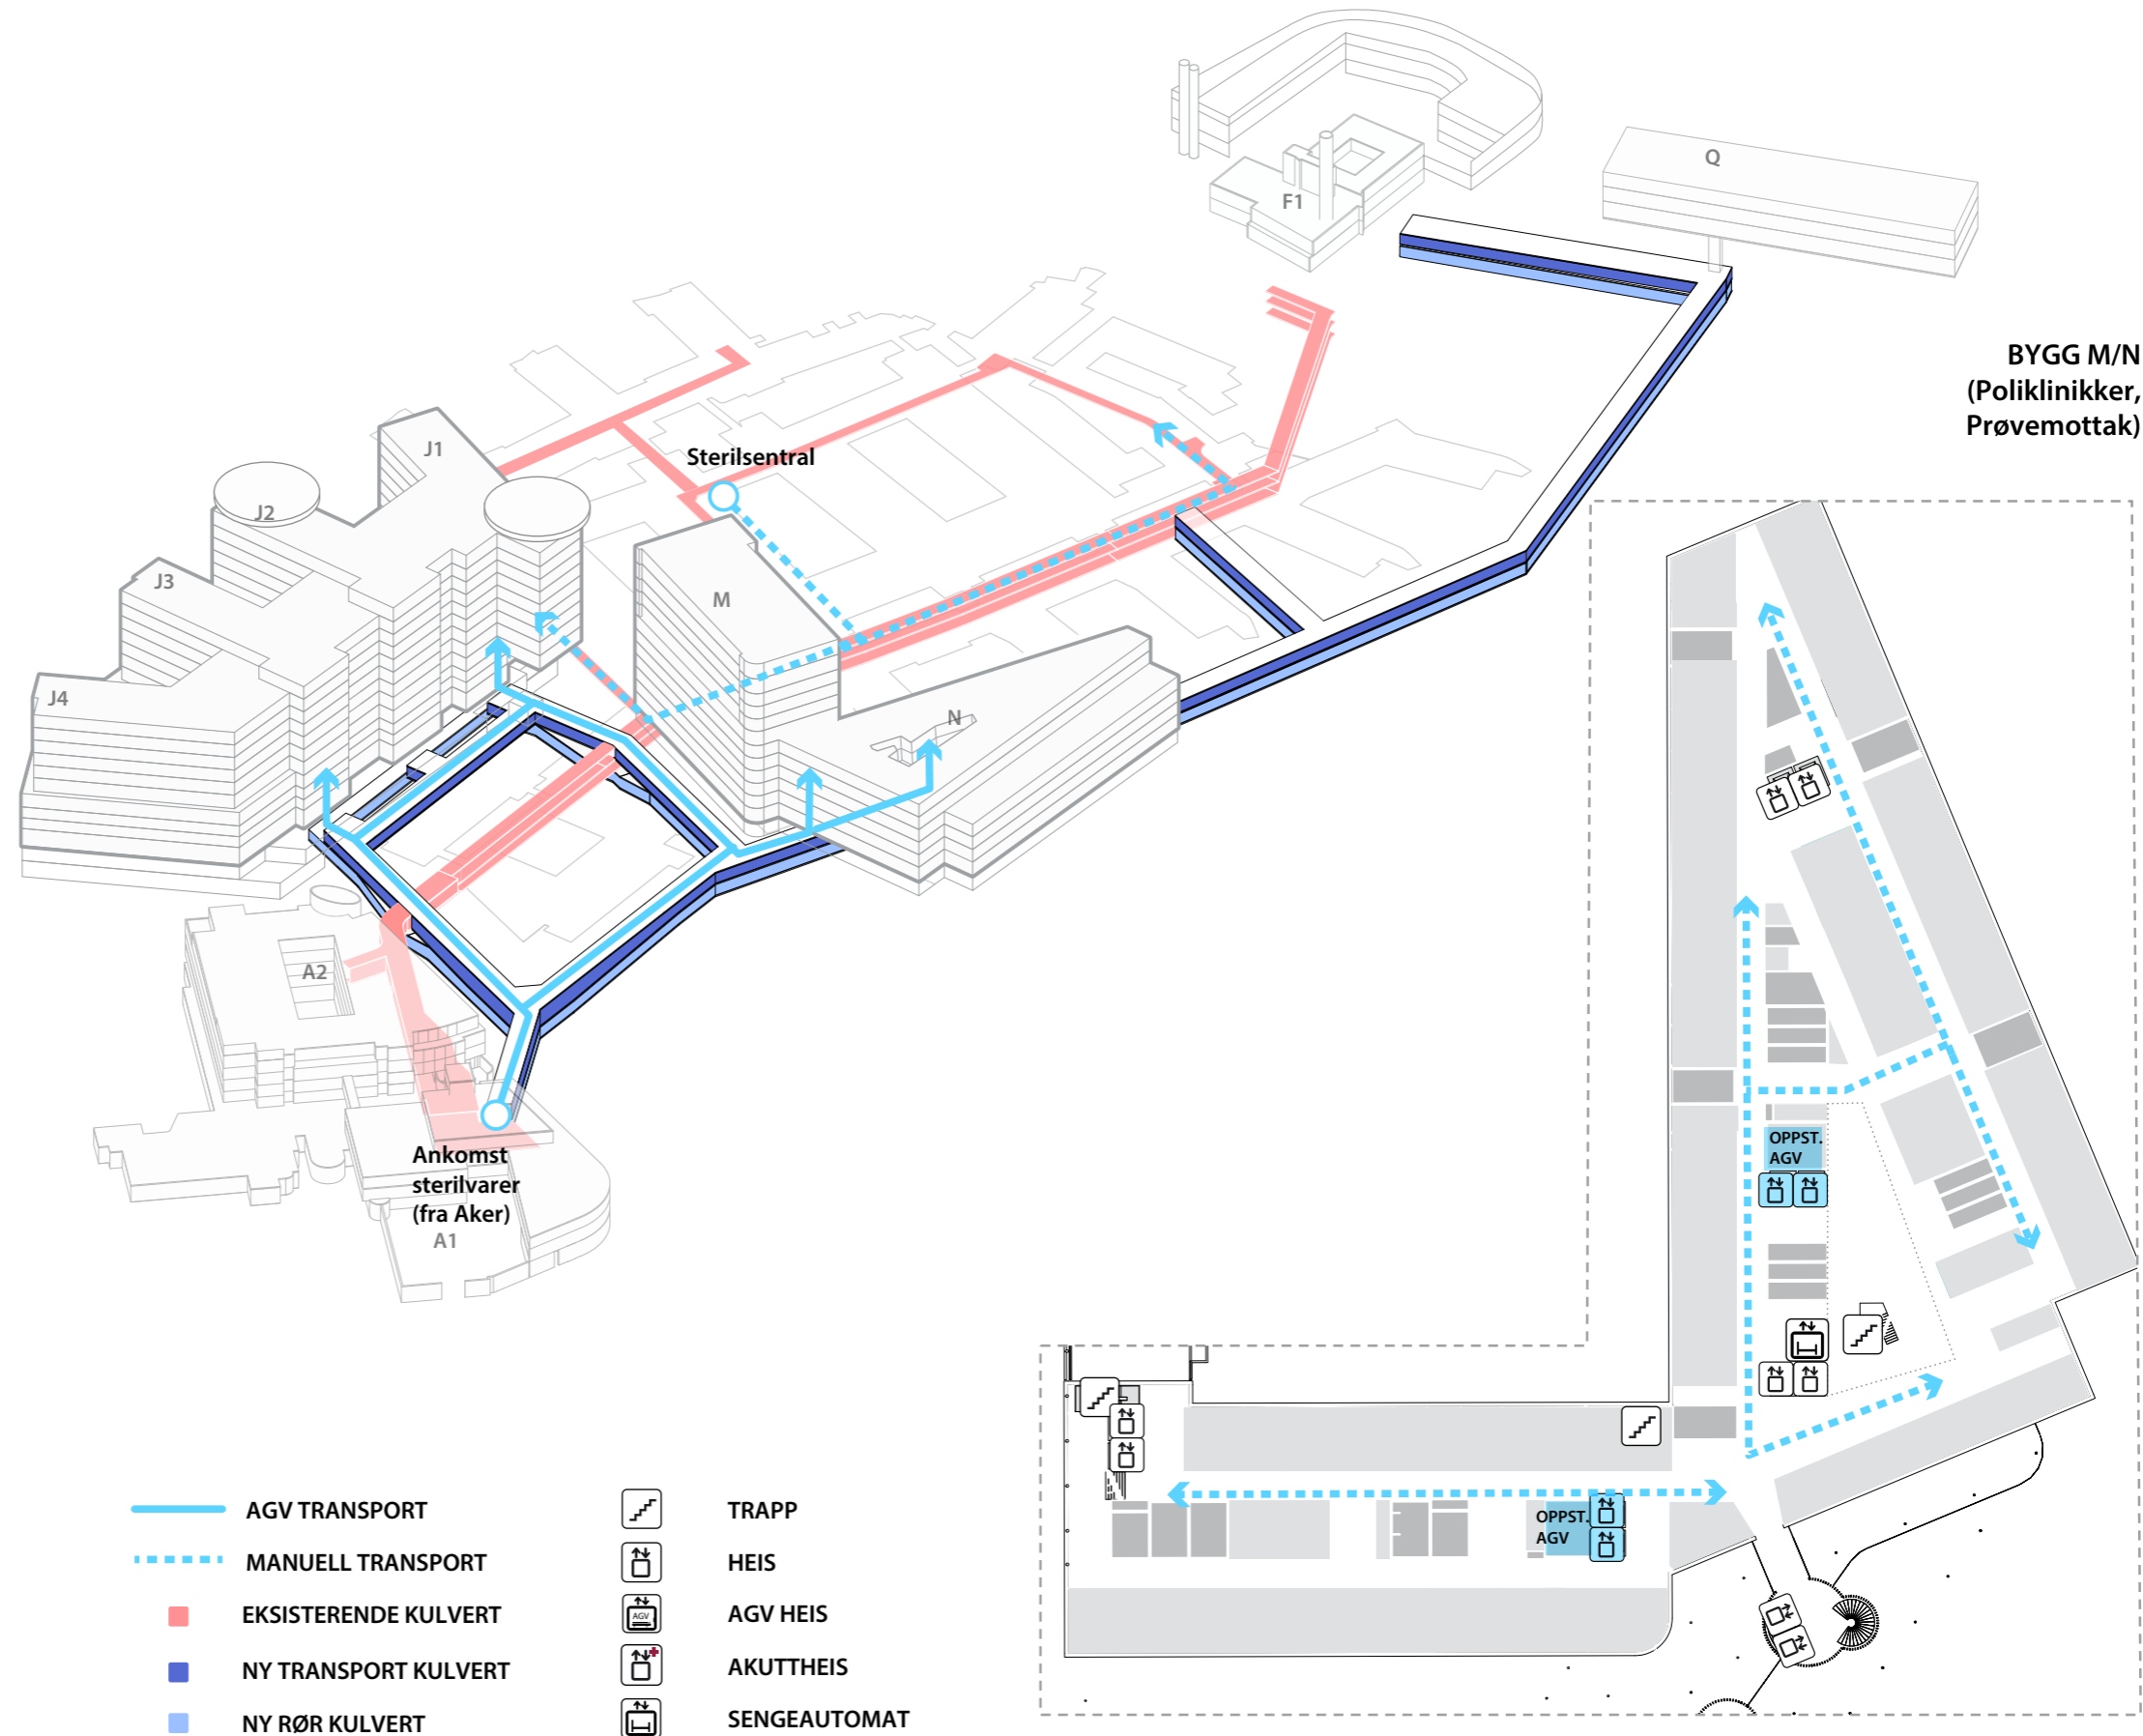 Q
F1
BYGG M/N
(Poliklinikker,
Prøvemottak)
J1
Sterilsentral
J2
J3
M
J4
N
A2
Ankomst
sterilvarer
(fra Aker)
A1
OPPST.
AGV
OPPST.
AGV
AGV TRANSPORT
MANUELL TRANSPORT
EKSISTERENDE KULVERT
NY TRANSPORT KULVERT
NY RØR KULVERT
TRAPP
HEIS
AGV
AGV HEIS
AKUTTHEIS
SENGEAUTOMAT